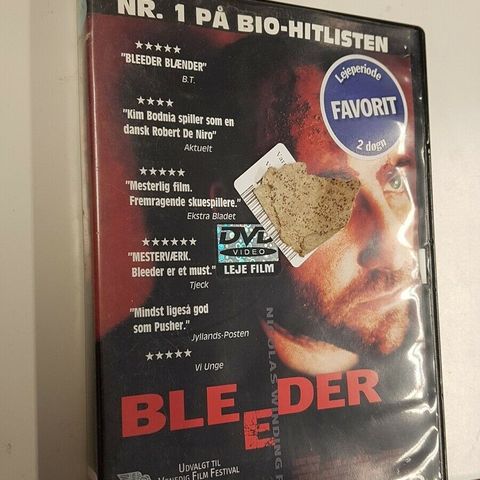 NR. 1 PÅ BIO-HITLISTEN
"BLEEDER BLÆNDER"
B.T.
"Kim Bodnia spiller som en
dansk Robert De Niro"
Aktuelt
"Mesterlig film.
Fremragende skuespillere."
Ekstra Bladet
"MESTERVÆRK.
Bleeder er et must."
Tjeck
"Mindst ligeså god
som Pusher."
Jyllands-Posten
Vi Unge
Lejeperiode
FAVORIT
2 døgn
DVD
VIDEO
LEJE FILM
NICOLAS WINDING
BLEEDER
UDVALGT TIL
VENEDIG FILM FESTIVAL